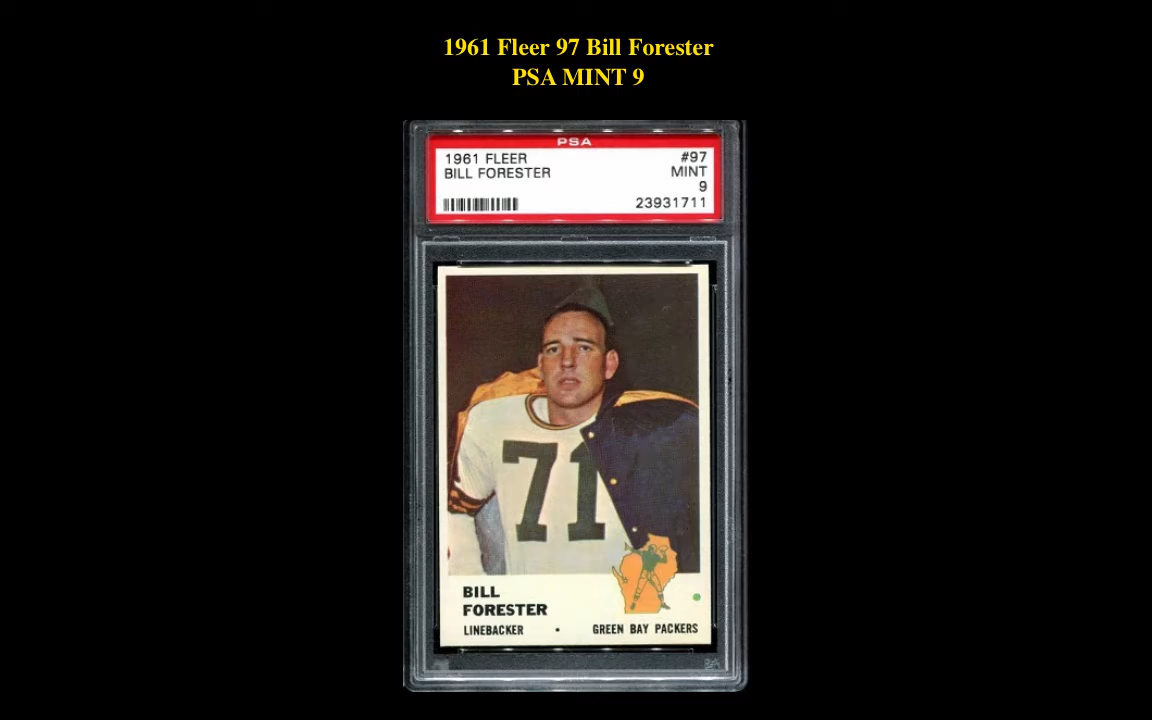 1961 Fleer 97 Bill Forester
PSA MINT 9
PSA
1961 FLEER #97
BILL FORESTER MINT
9
23931711
71
BILL
FORESTER
LINEBACKER • GREEN BAY PACKERS